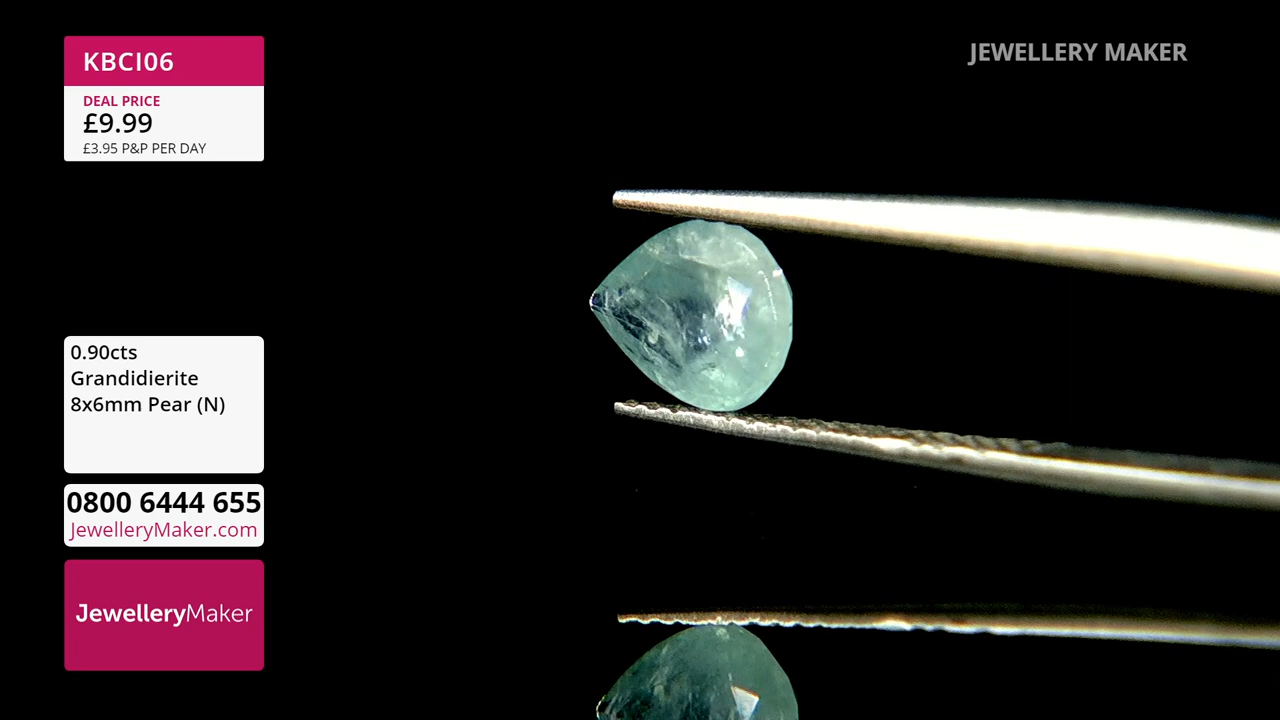 KBCI06
DEAL PRICE
£9.99
£3.95 P&P PER DAY
JEWELLERY MAKER
0.90cts
Grandidierite
8x6mm Pear (N)
0800 6444 655
JewelleryMaker.com
JewelleryMaker